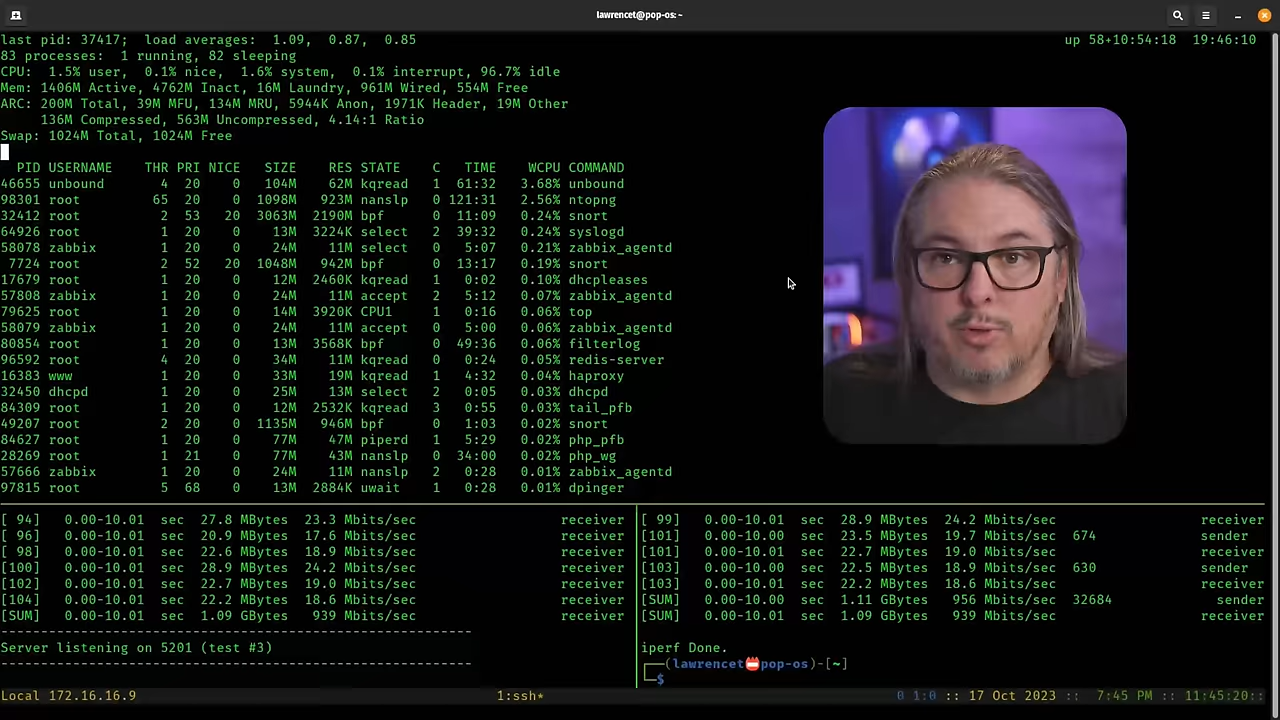 lawrencet@pop-os: ~
last pid: 37417;  load averages:  1.09,  0.87,  0.85    up 58+10:54:18  19:46:10
83 processes:  1 running, 82 sleeping
CPU:  1.5% user,  0.1% nice,  1.6% system,  0.1% interrupt, 96.7% idle
Mem: 1406M Active, 4762M Inact, 16M Laundry, 961M Wired, 554M Free
ARC: 200M Total, 39M MFU, 134M MRU, 5944K Anon, 1971K Header, 19M Other
136M Compressed, 563M Uncompressed, 4.14:1 Ratio
Swap: 1024M Total, 1024M Free
PID USERNAME    THR PRI NICE   SIZE    RES STATE    C   TIME    WCPU COMMAND
46655 unbound       4  20    0   104M    62M kqread   1  61:32   3.68% unbound
98301 root         65  20    0  1098M   923M nanslp   0 121:31   2.56% ntopng
32412 root          2  53   20  3063M  2190M bpf      0  11:09   0.24% snort
64926 root          1  20    0    13M  3224K select   2  39:32   0.24% syslogd
58078 zabbix        1  20    0    24M    11M select   0   5:07   0.21% zabbix_agentd
7724 root          2  52   20  1048M   942M bpf      0  13:17   0.19% snort
17679 root          1  20    0    12M  2460K kqread   1   0:02   0.10% dhcpleases
57808 zabbix        1  20    0    24M    11M accept   2   5:12   0.07% zabbix_agentd
79625 root          1  20    0    14M  3920K CPU1     1   0:16   0.06% top
58079 zabbix        1  20    0    24M    11M accept   1   5:00   0.06% zabbix_agentd
80854 root          1  20    0    13M  3568K bpf      0  49:36   0.06% filterlog
96592 root          4  20    0    34M    11M kqread   0   0:24   0.05% redis-server
16383 www           1  20    0    33M    19M kqread   1   4:32   0.04% haproxy
32450 dhcpd         1  20    0    25M    13M select   2   0:05   0.03% dhcpd
84309 root          1  20    0    12M  2532K kqread   3   0:55   0.03% tail_pfb
49207 root          2  20    0  1135M   946M bpf      0   1:03   0.02% snort
84627 root          1  20    0    77M    47M piperd   1   5:29   0.02% php_pfb
28269 root          1  21    0    77M    43M nanslp   0  34:00   0.02% php_wg
57666 zabbix        1  20    0    24M    11M nanslp   2   0:28   0.01% zabbix_agentd
97815 root          5  68    0    13M  2884K uwait    1   0:28   0.01% dpinger
[ 94]   0.00-10.01  sec  27.8 MBytes  23.3 Mbits/sec    receiver
[ 96]   0.00-10.01  sec  20.9 MBytes  17.6 Mbits/sec    receiver
[ 98]   0.00-10.01  sec  22.6 MBytes  18.9 Mbits/sec    receiver
[100]   0.00-10.01  sec  28.9 MBytes  24.2 Mbits/sec    receiver
[102]   0.00-10.01  sec  22.7 MBytes  19.0 Mbits/sec    receiver
[104]   0.00-10.01  sec  22.2 MBytes  18.6 Mbits/sec    receiver
[SUM]   0.00-10.01  sec  1.09 GBytes   939 Mbits/sec    receiver
-----------------------------------------------------------
Server listening on 5201 (test #3)
-----------------------------------------------------------
[ 99]   0.00-10.01  sec  28.9 MBytes  24.2 Mbits/sec    receiver
[101]   0.00-10.00  sec  23.5 MBytes  19.7 Mbits/sec  674    sender
[101]   0.00-10.01  sec  22.7 MBytes  19.0 Mbits/sec    receiver
[103]   0.00-10.00  sec  22.5 MBytes  18.9 Mbits/sec  630    sender
[103]   0.00-10.01  sec  22.2 MBytes  18.6 Mbits/sec    receiver
[SUM]   0.00-10.00  sec  1.11 GBytes   956 Mbits/sec  32684    sender
[SUM]   0.00-10.01  sec  1.09 GBytes   939 Mbits/sec    receiver
iperf Done.
┌──(lawrencet📛pop-os)-[~]
└─$
Local 172.16.16.9    1:ssh*    0 1:0 :: 17 Oct 2023 ::  7:45 PM :: 11:45:20::